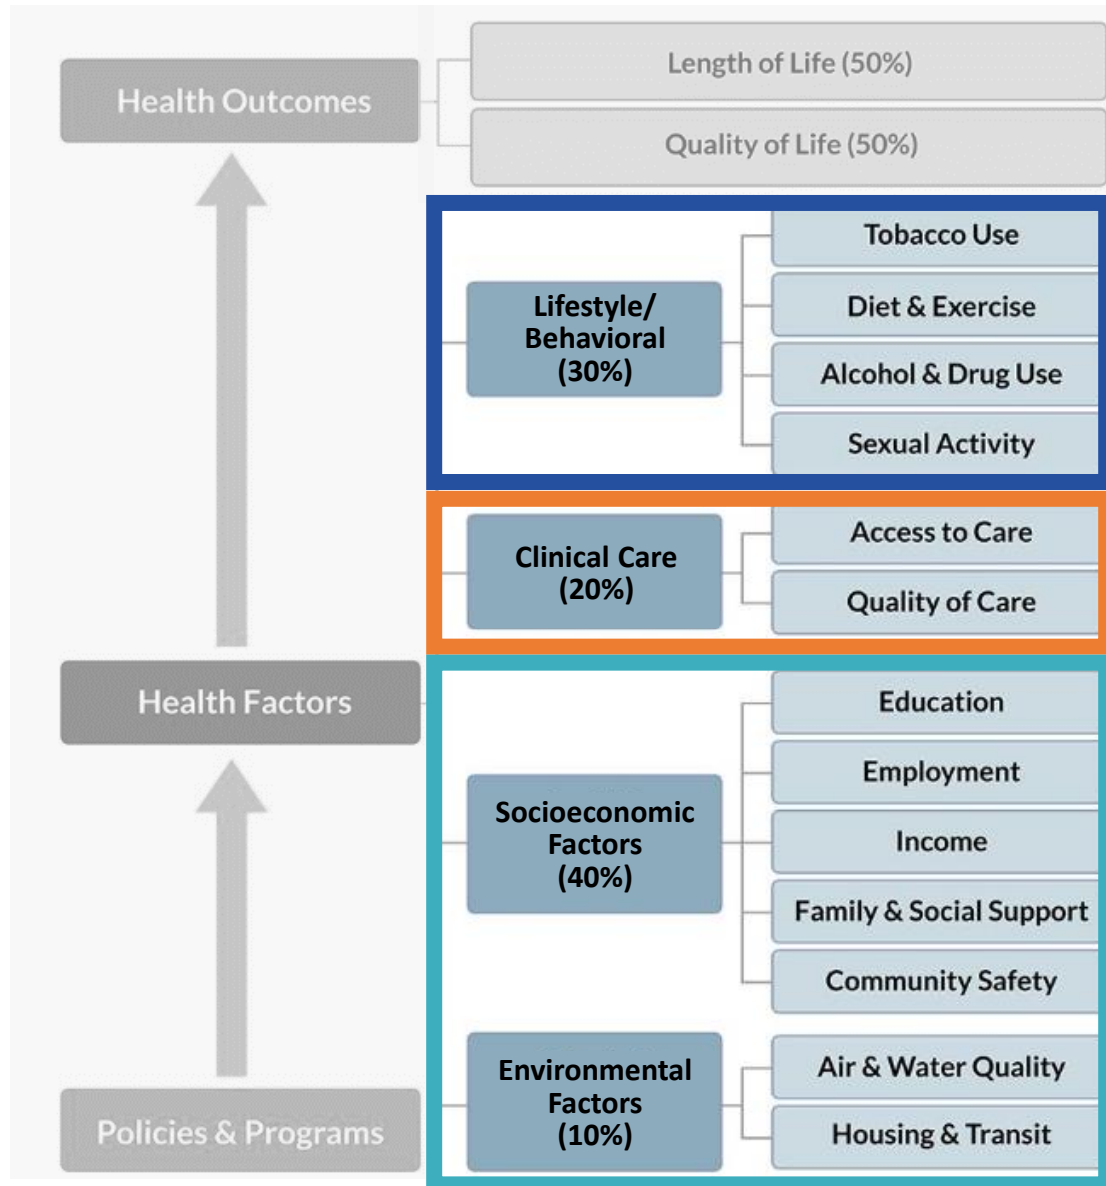 Health Outcomes
Length of Life (50%)
Quality of Life (50%)
Lifestyle/
Behavioral
(30%)
Tobacco Use
Diet & Exercise
Alcohol & Drug Use
Sexual Activity
Clinical Care
(20%)
Access to Care
Quality of Care
Health Factors
Socioeconomic
Factors
(40%)
Education
Employment
Income
Family & Social Support
Community Safety
Environmental
Factors
(10%)
Air & Water Quality
Housing & Transit
Policies & Programs